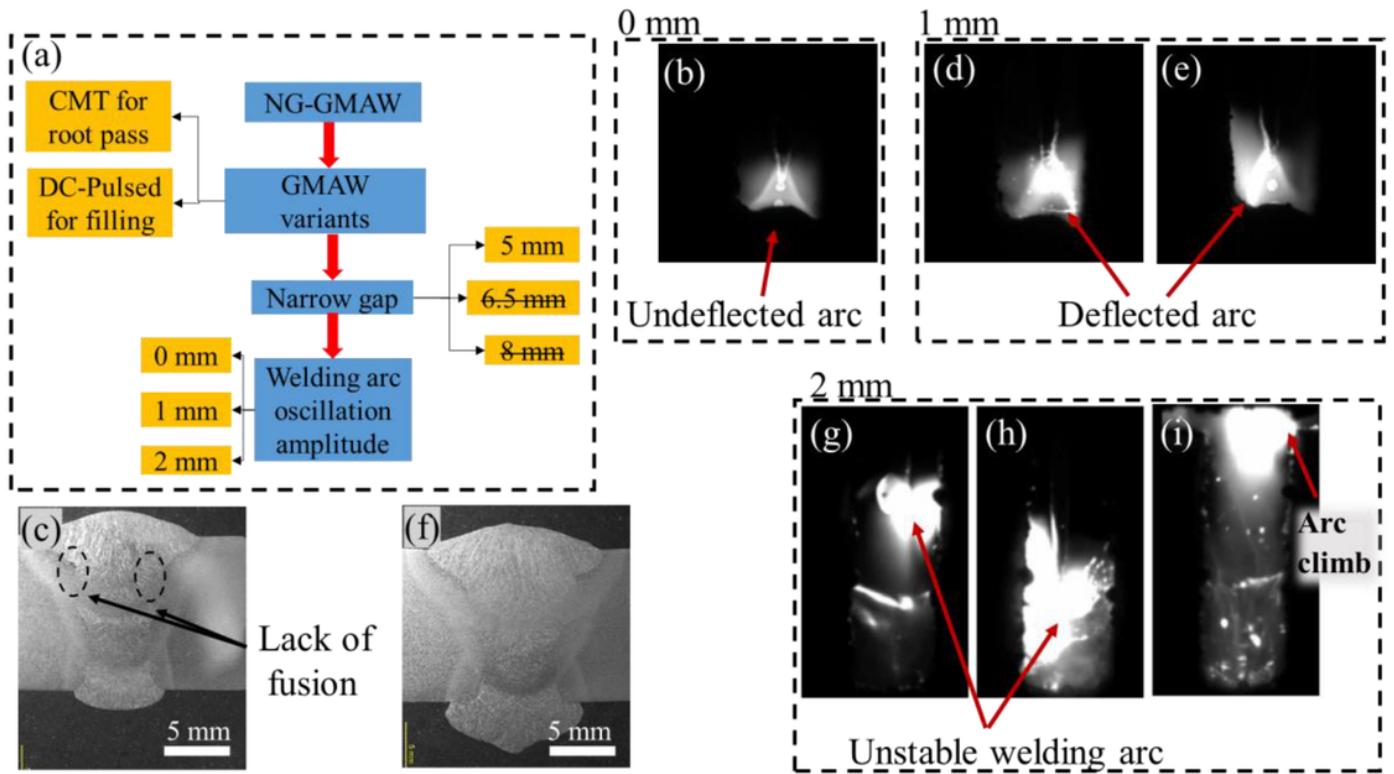 (a)
NG-GMAW
CMT for
root pass
DC-Pulsed
for filling
GMAW
variants
Narrow gap
5 mm
6.5 mm
8 mm
0 mm
1 mm
2 mm
Welding arc
oscillation
amplitude
0 mm
(b)
Undeflected arc
1 mm
(d)
(e)
Deflected arc
(c)
Lack of
fusion
5 mm
(f)
5 mm
5 mm
2 mm
(g)
(h)
(i)
Arc
climb
Unstable welding arc